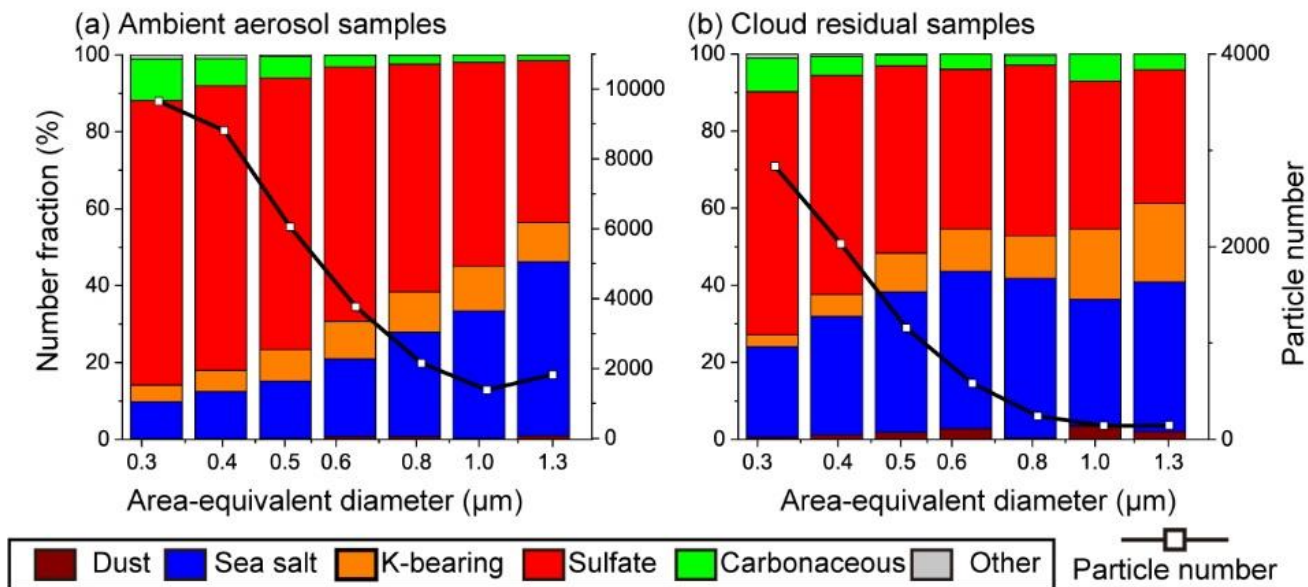 (a) Ambient aerosol samples
(b) Cloud residual samples
Number fraction (%)
100
80
60
40
20
0
10000
8000
6000
4000
2000
0
0.3 0.4 0.5 0.6 0.8 1.0 1.3
Area-equivalent diameter (µm)
100
80
60
40
20
0
4000
2000
0
Particle number
0.3 0.4 0.5 0.6 0.8 1.0 1.3
Area-equivalent diameter (µm)
Dust Sea salt K-bearing Sulfate Carbonaceous Other
Particle number